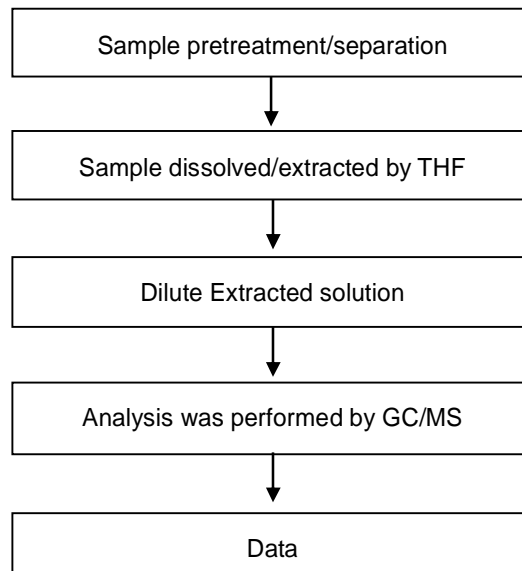 Sample pretreatment/separation
Sample dissolved/extracted by THF
Dilute Extracted solution
Analysis was performed by GC/MS
Data